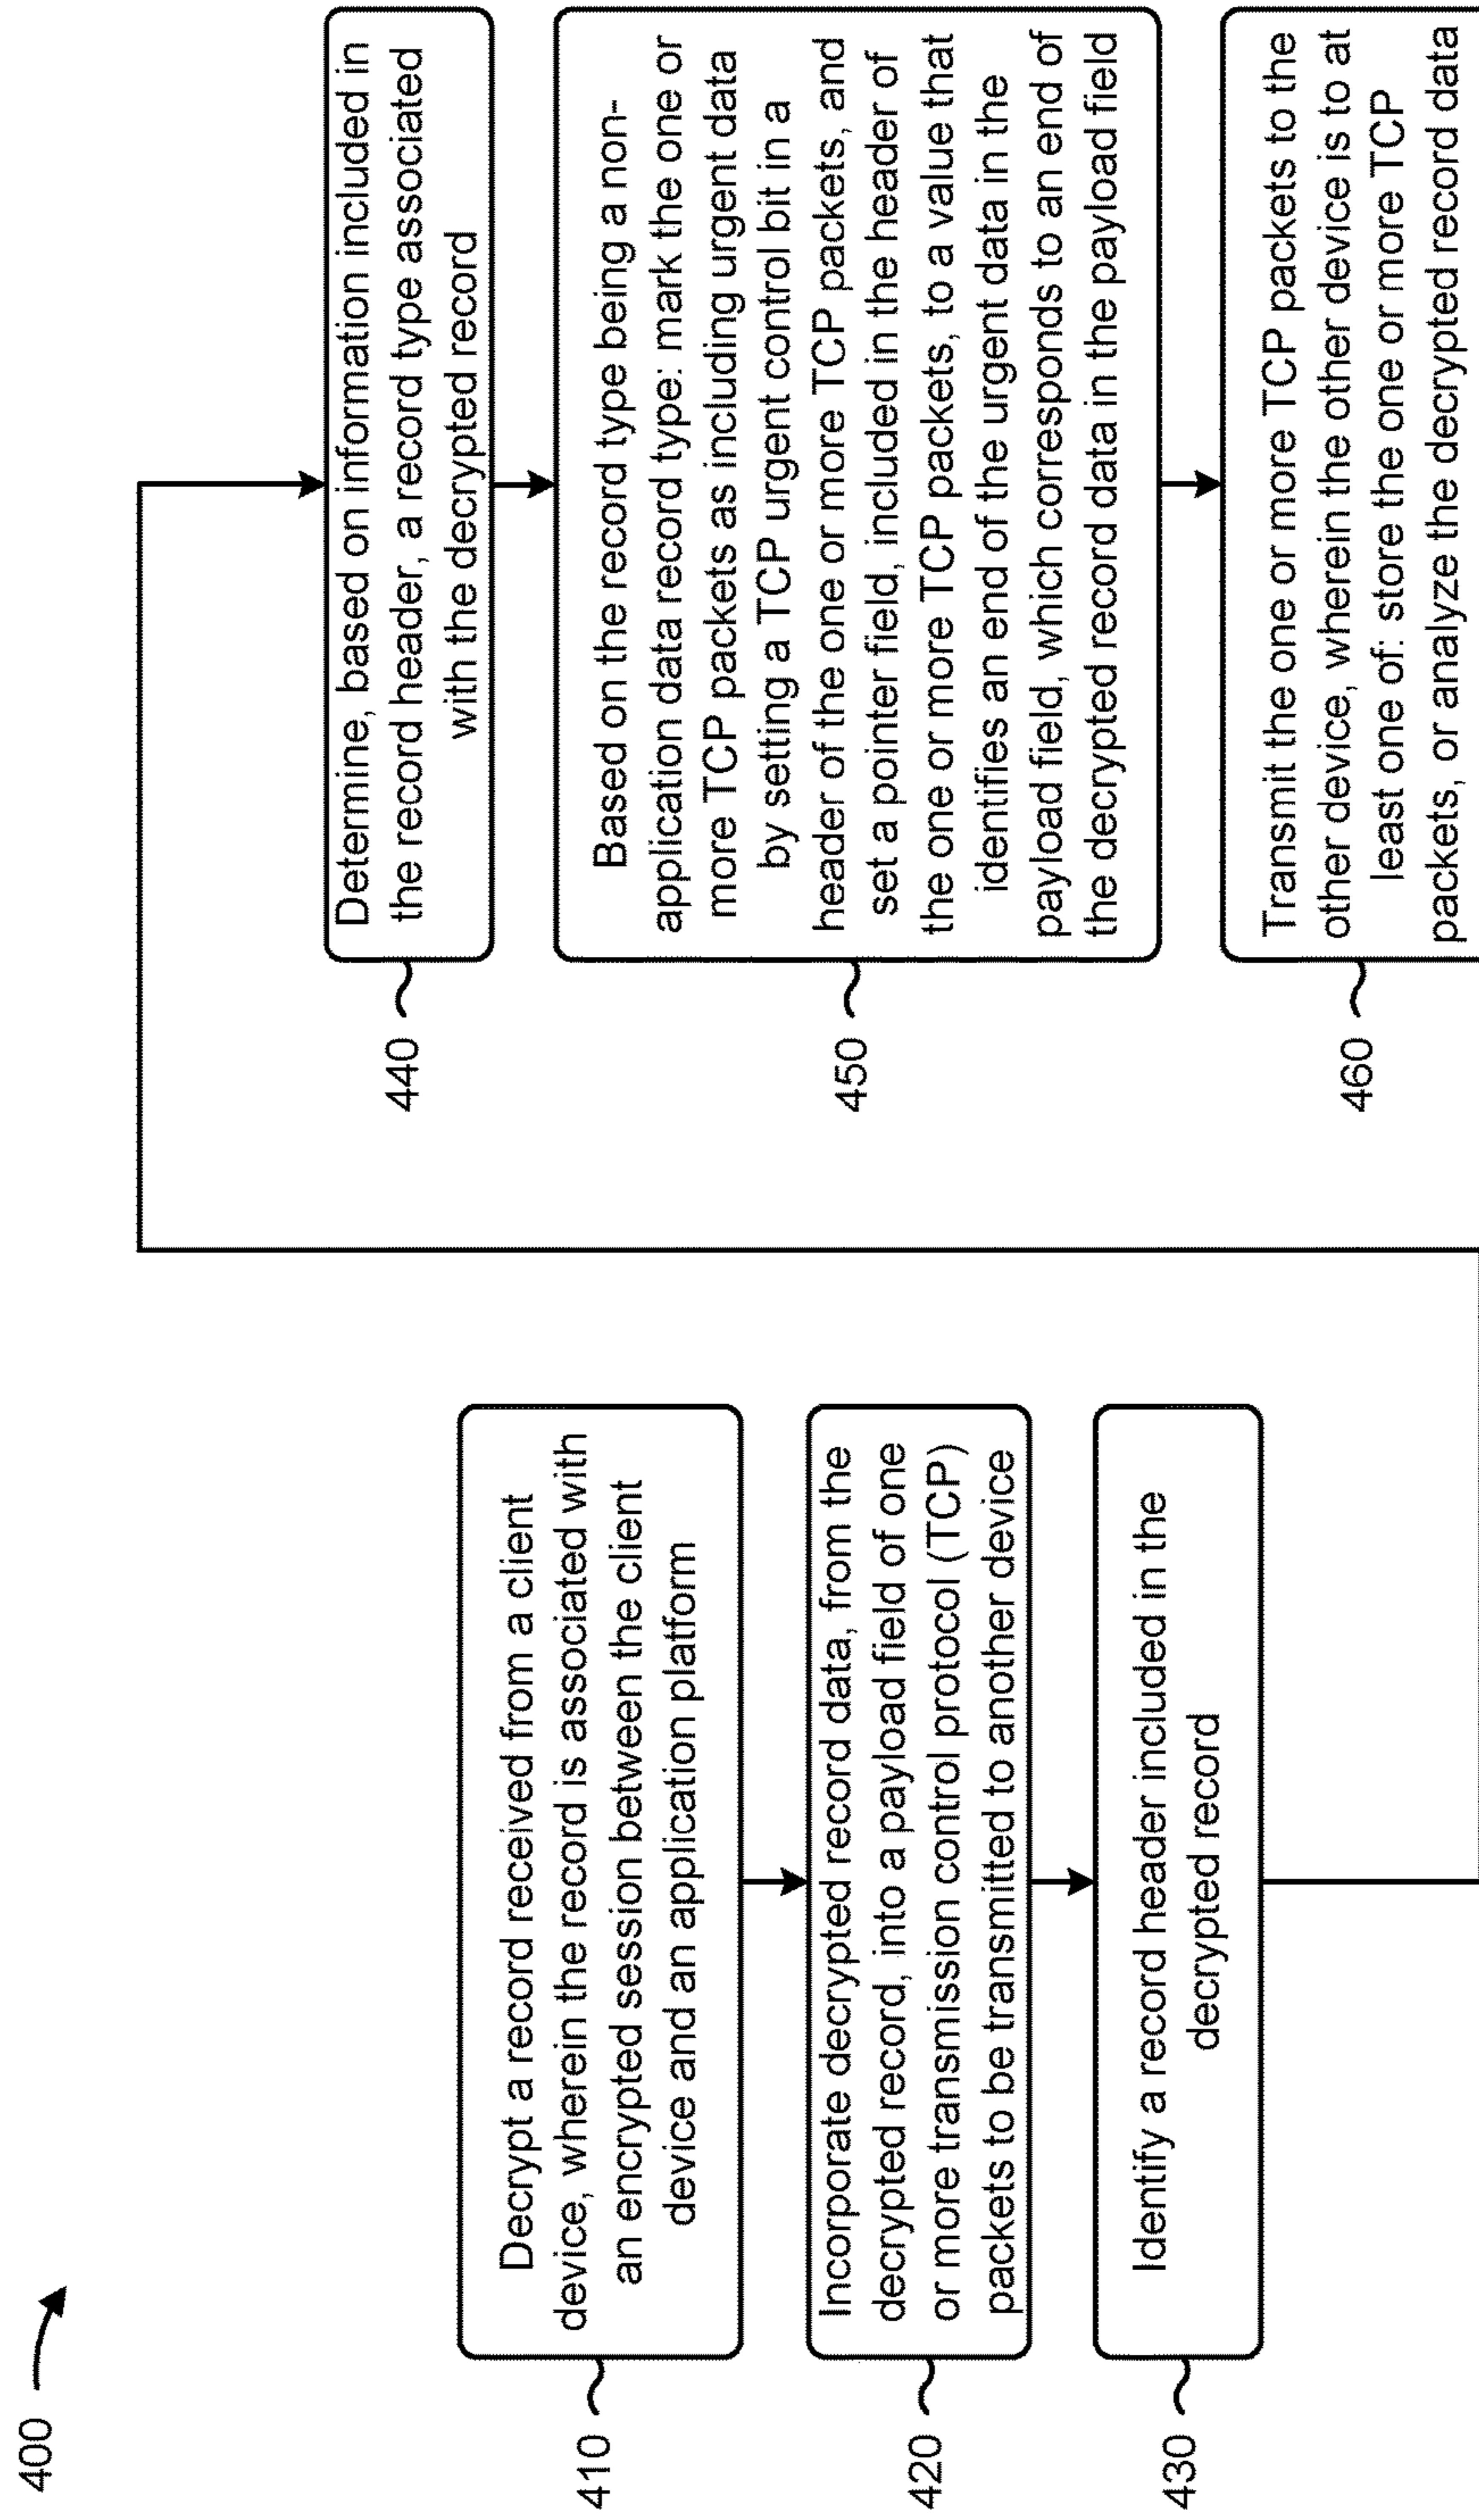 400
410
Decrypt a record received from a client
device, wherein the record is associated with
an encrypted session between the client
device and an application platform
420
Incorporate decrypted record data, from the
decrypted record, into a payload field of one
or more transmission control protocol (TCP)
packets to be transmitted to another device
430
Identify a record header included in the
decrypted record
440
Determine, based on information included in
the record header, a record type associated
with the decrypted record
450
Based on the record type being a non-
application data record type: mark the one or
more TCP packets as including urgent data
by setting a TCP urgent control bit in a
header of the one or more TCP packets, and
set a pointer field, included in the header of
the one or more TCP packets, to a value that
identifies an end of the urgent data in the
payload field, which corresponds to an end of
the decrypted record data in the payload field
460
Transmit the one or more TCP packets to the
other device, wherein the other device is to at
least one of: store the one or more TCP
packets, or analyze the decrypted record data